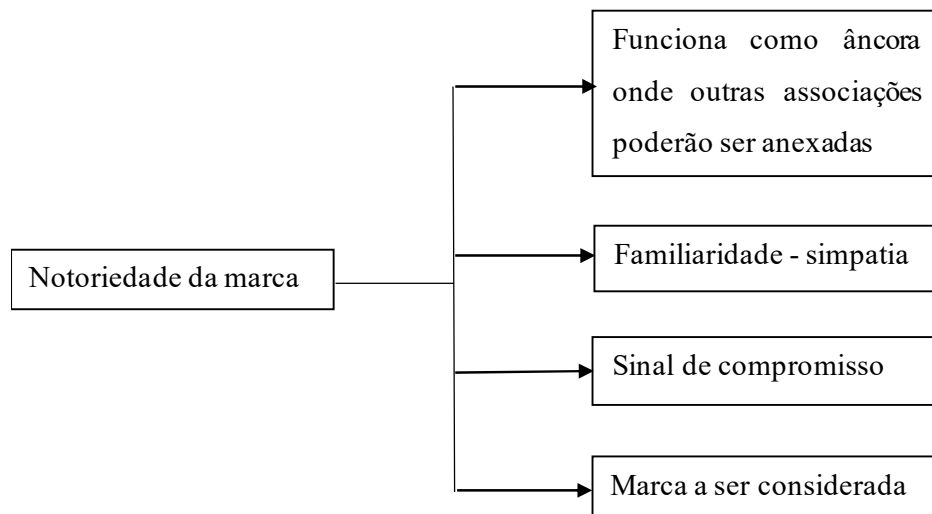 Funciona como âncora
onde outras associações
poderão ser anexadas
Familiaridade - simpatia
Notoriedade da marca
Sinal de compromisso
Marca a ser considerada